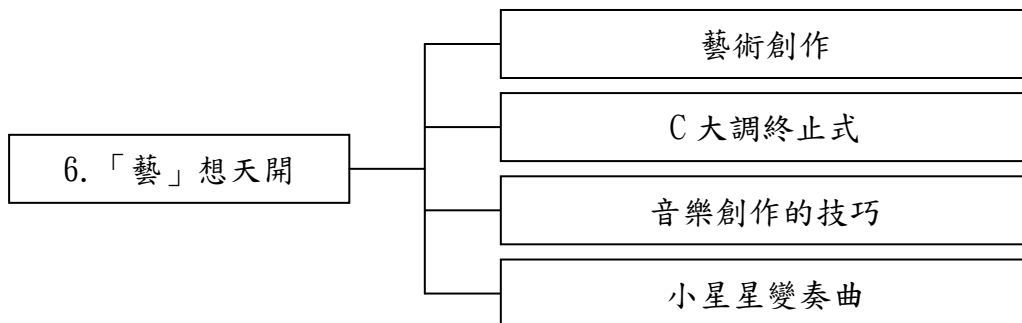 6.「藝」想天開
藝術創作
C 大調終止式
音樂創作的技巧
小星星變奏曲